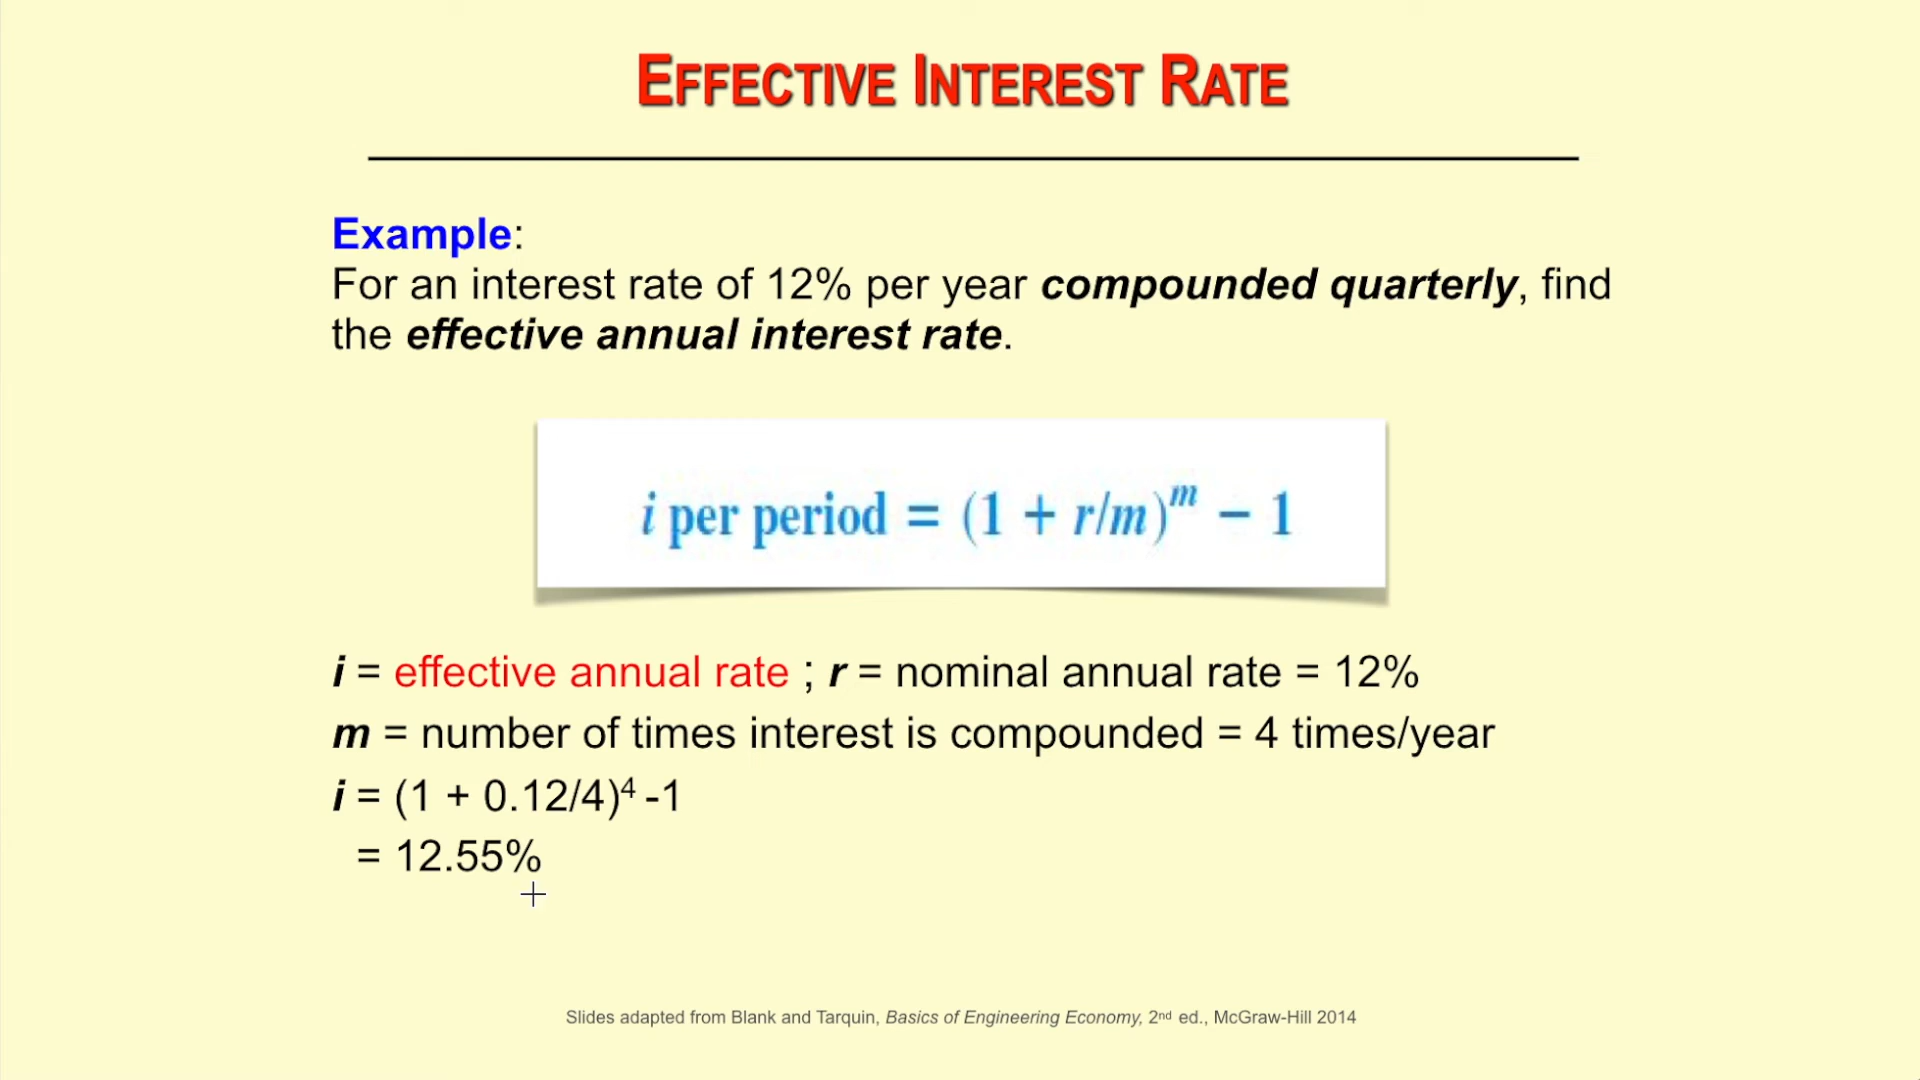 EFFECTIVE INTEREST RATE
Example:
For an interest rate of 12% per year compounded quarterly, find
the effective annual interest rate.
i per period = (1 + r/m)^m − 1
i = effective annual rate ; r = nominal annual rate = 12%
m = number of times interest is compounded = 4 times/year
i = (1 + 0.12/4)⁴ -1
= 12.55%
Slides adapted from Blank and Tarquin, Basics of Engineering Economy, 2nd ed., McGraw-Hill 2014